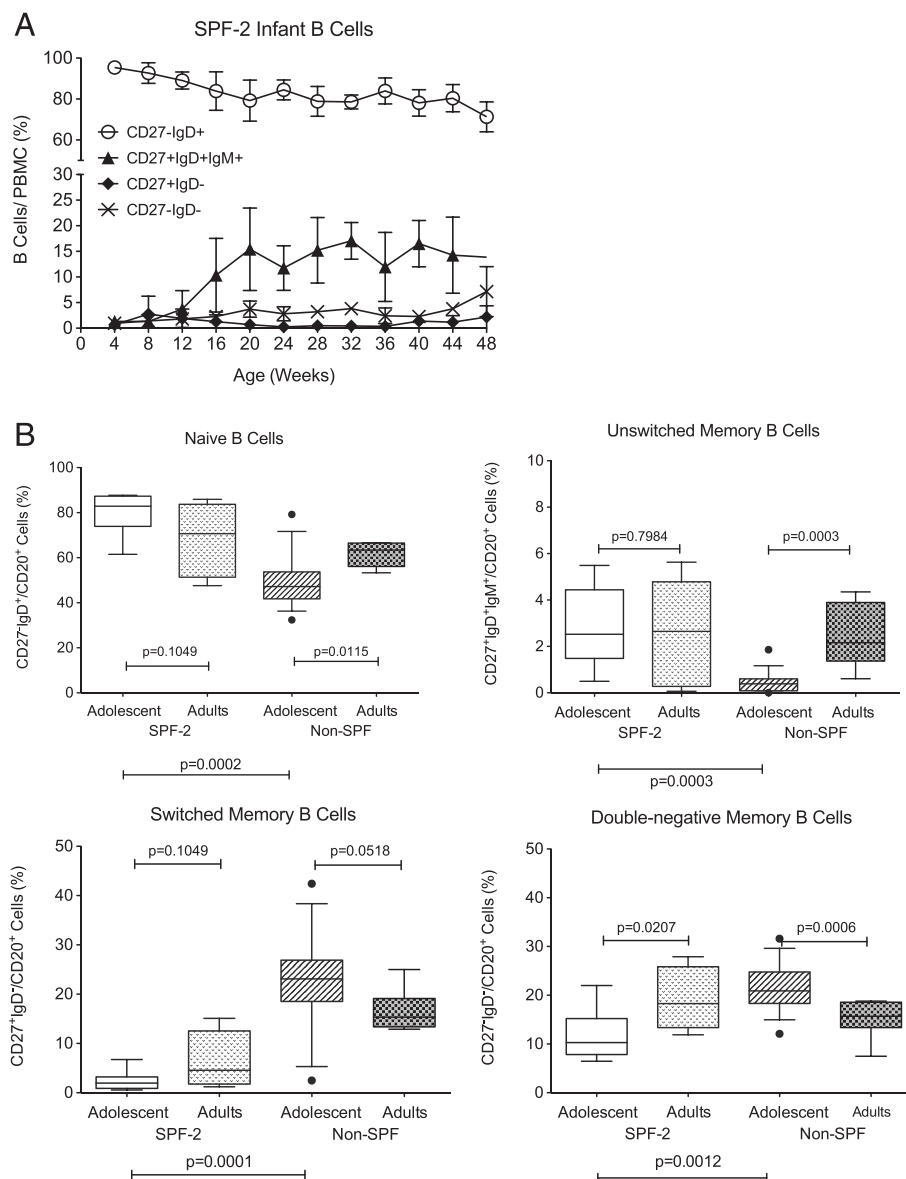 A
SPF-2 Infant B Cells
B Cells/ PBMC (%)
100
80
60
30
25
20
15
10
5
0
CD27-IgD+
CD27+IgD+IgM+
CD27+IgD-
CD27-IgD-
0 4 8 12 16 20 24 28 32 36 40 44 48
Age (Weeks)
B
Naive B Cells
CD27⁻IgD⁺/CD20⁺ Cells (%)
100
80
60
40
20
0
p=0.1049
p=0.0115
Adolescent Adults Adolescent Adults
SPF-2 Non-SPF
p=0.0002
Unswitched Memory B Cells
CD27⁺IgD⁺IgM⁺/CD20⁺ Cells (%)
10
8
6
4
2
0
p=0.7984
p=0.0003
Adolescent Adults Adolescent Adults
SPF-2 Non-SPF
p=0.0003
Switched Memory B Cells
CD27⁺IgD⁻/CD20⁺ Cells (%)
50
40
30
20
10
0
p=0.1049
p=0.0518
Adolescent Adults Adolescent Adults
SPF-2 Non-SPF
p=0.0001
Double-negative Memory B Cells
CD27⁻IgD⁻/CD20⁺ Cells (%)
50
40
30
20
10
0
p=0.0207
p=0.0006
Adolescent Adults Adolescent Adults
SPF-2 Non-SPF
p=0.0012